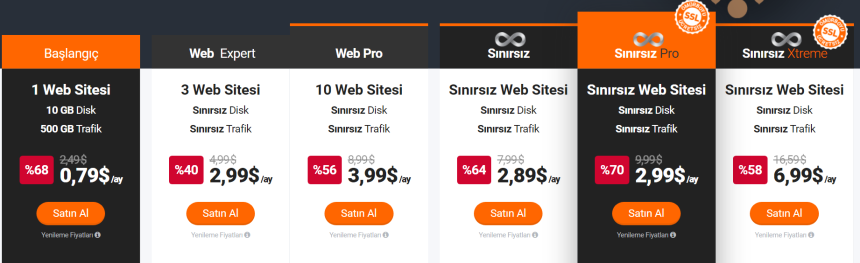 Başlangıç
1 Web Sitesi
10 GB Disk
500 GB Trafik
%68 2,49$ 0,79$/ay
Satın Al
Yenileme Fiyatları
Web Expert
3 Web Sitesi
Sınırsız Disk
Sınırsız Trafik
%40 4,99$ 2,99$/ay
Satın Al
Yenileme Fiyatları
Web Pro
10 Web Sitesi
Sınırsız Disk
Sınırsız Trafik
%56 8,99$ 3,99$/ay
Satın Al
Yenileme Fiyatları
Sınırsız
Sınırsız Web Sitesi
Sınırsız Disk
Sınırsız Trafik
%64 7,99$ 2,89$/ay
Satın Al
Yenileme Fiyatları
SSL
Sınırsız Pro
Sınırsız Web Sitesi
Sınırsız Disk
Sınırsız Trafik
%70 9,99$ 2,99$/ay
Satın Al
Yenileme Fiyatları
SSL
Sınırsız Xtreme
Sınırsız Web Sitesi
Sınırsız Disk
Sınırsız Trafik
%58 16,59$ 6,99$/ay
Satın Al
Yenileme Fiyatları